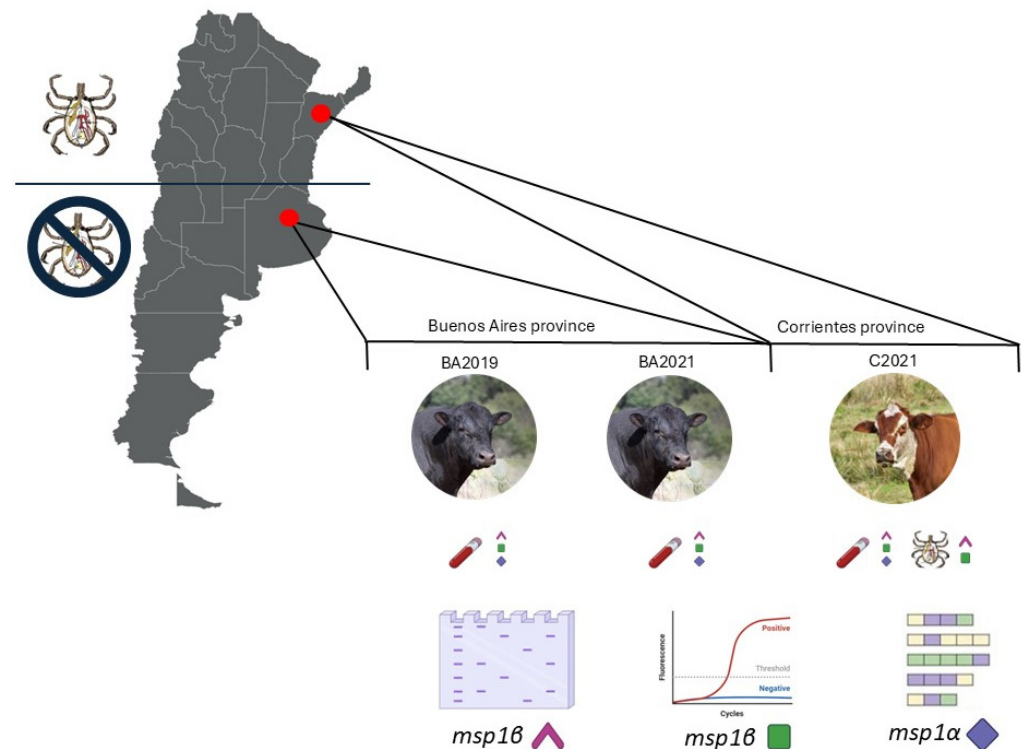 Buenos Aires province
Corrientes province
BA2019
BA2021
C2021
Fluorescence
Positive
Threshold
Negative
Cycles
msp1β
msp1β
msp1α